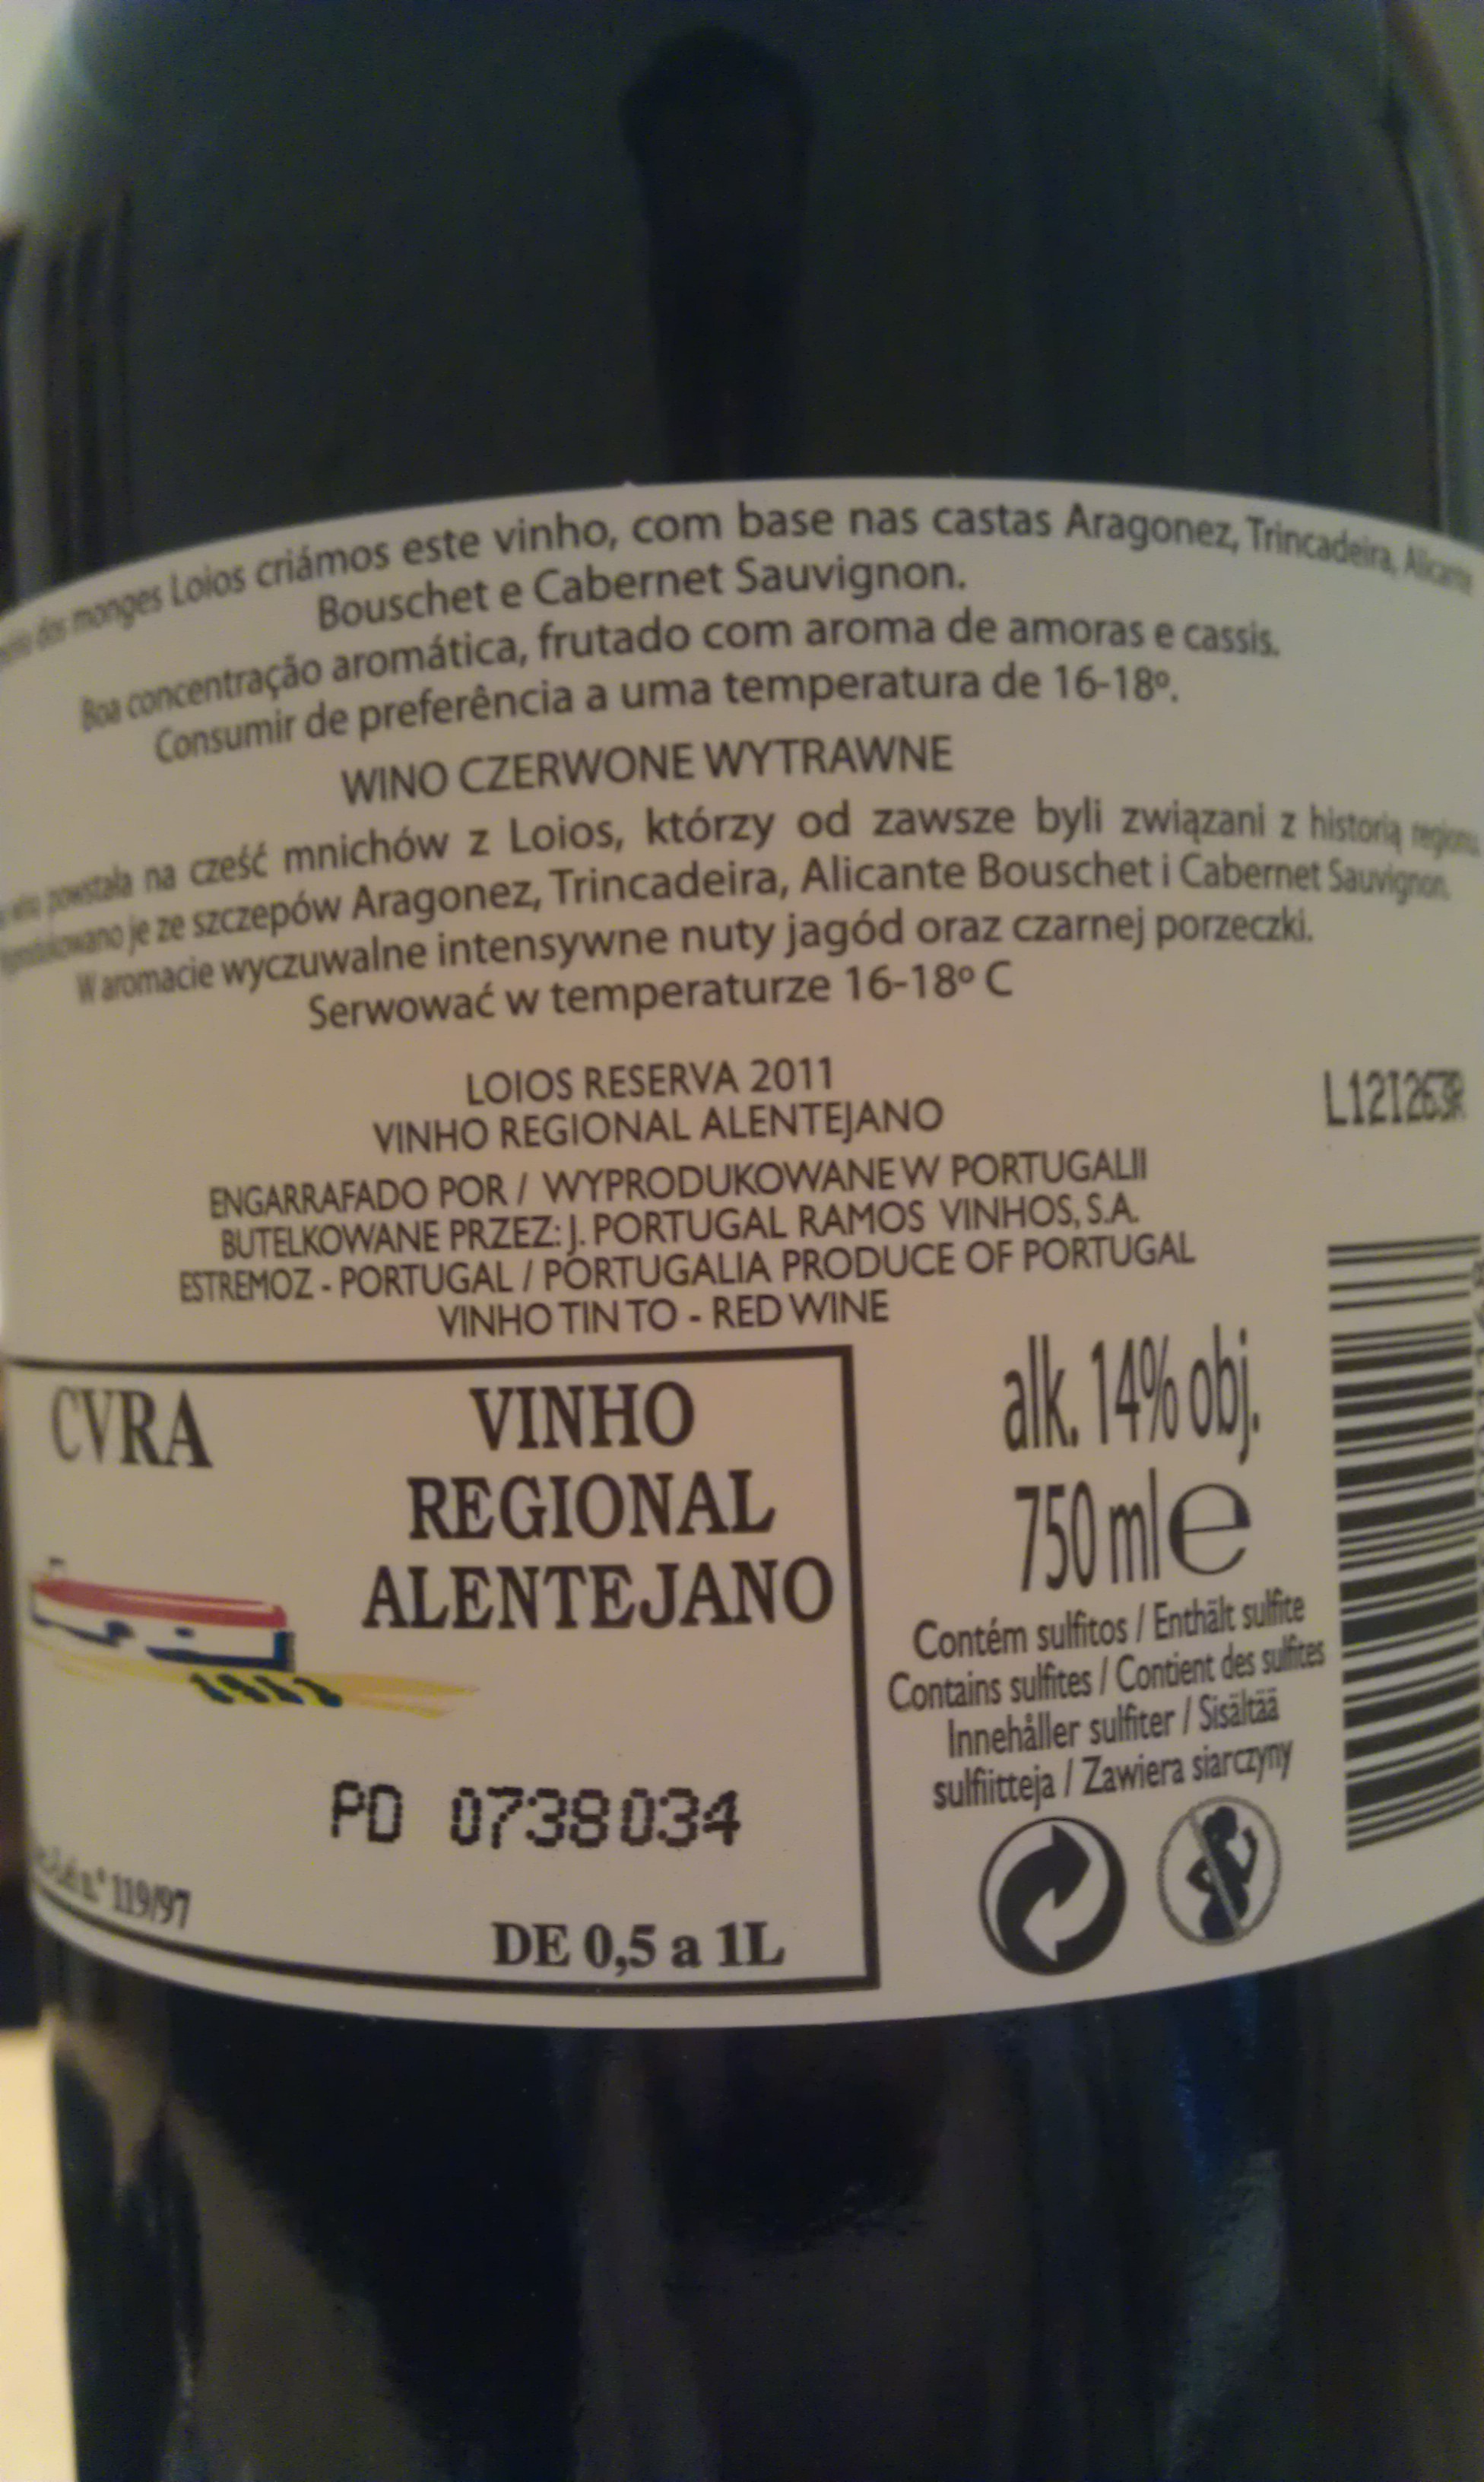 dos monges Loios criámos este vinho, com base nas castas Aragonez, Trincadeira, Alicante
Bouschet e Cabernet Sauvignon.
Boa concentração aromática, frutado com aroma de amoras e cassis.
Consumir de preferência a uma temperatura de 16-18º.
WINO CZERWONE WYTRAWNE
powstała na cześć mnichów z Loios, którzy od zawsze byli związani z historią regionu
je ze szczepów Aragonez, Trincadeira, Alicante Bouschet i Cabernet Sauvignon.
W aromacie wyczuwalne intensywne nuty jagód oraz czarnej porzeczki.
Serwować w temperaturze 16-18º C
LOIOS RESERVA 2011
VINHO REGIONAL ALENTEJANO
L12I263R
ENGARRAFADO POR / WYPRODUKOWANE W PORTUGALII
BUTELKOWANE PRZEZ: J. PORTUGAL RAMOS VINHOS, S.A.
ESTREMOZ - PORTUGAL / PORTUGALIA PRODUCE OF PORTUGAL
VINHO TIN TO - RED WINE
CVRA
VINHO
REGIONAL
ALENTEJANO
PD 0738034
n.º 119/97
DE 0,5 a 1L
alk. 14% obj.
750 ml e
Contém sulfitos / Enthält sulfite
Contains sulfites / Contient des sulfites
Innehåller sulfiter / Sisältää
sulfiitteja / Zawiera siarczyny